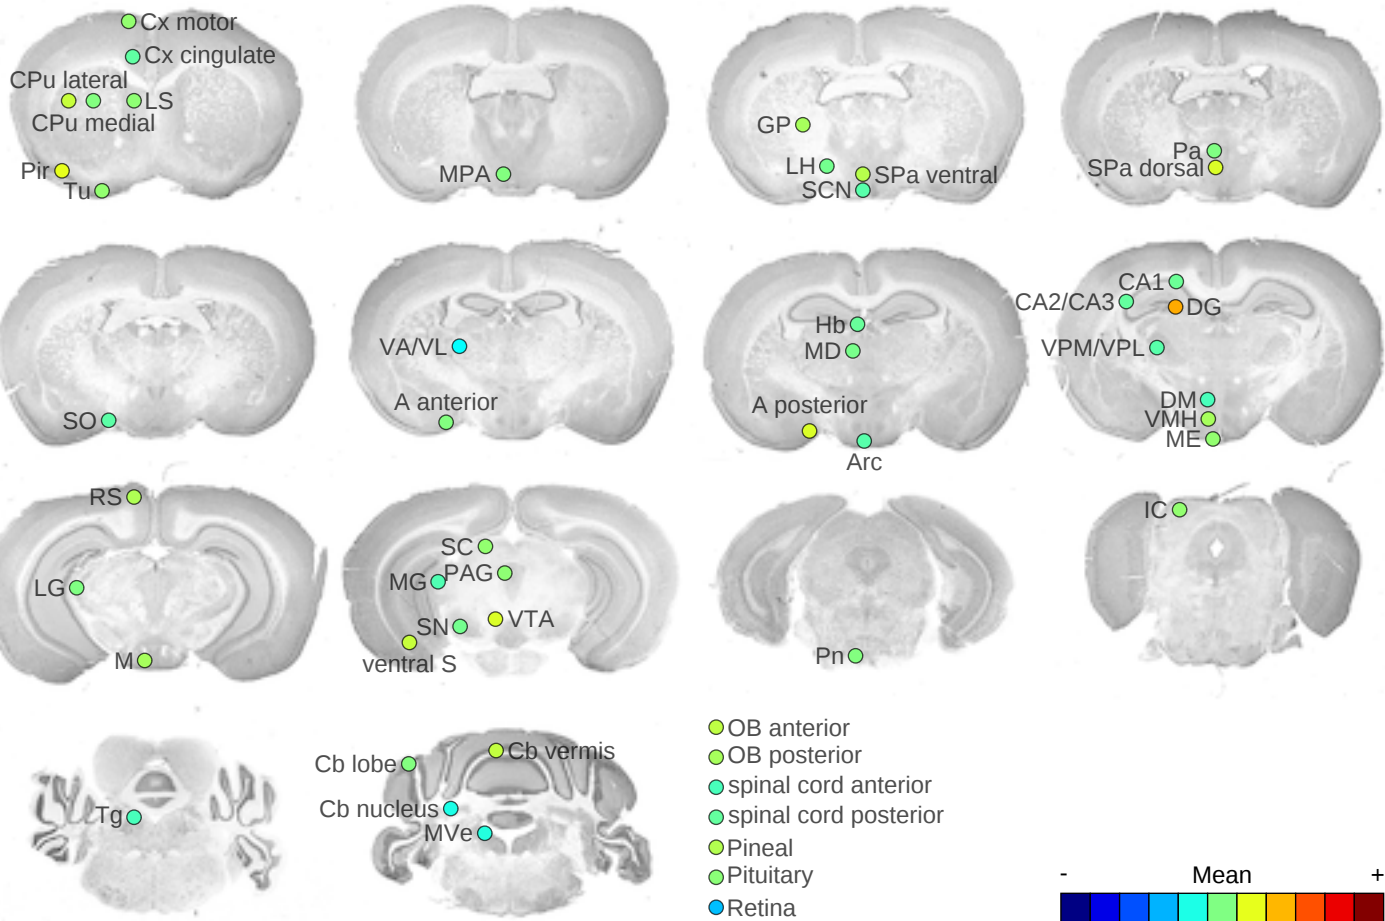 Cx motor
Cx cingulate
CPu lateral
LS
CPu medial
Pir
Tu
MPA
GP
LH
SPa ventral
SCN
Pa
SPa dorsal
SO
VA/VL
A anterior
Hb
MD
A posterior
Arc
CA1
CA2/CA3
DG
VPM/VPL
DM
VMH
ME
RS
LG
M
SC
MG
PAG
SN
VTA
ventral S
Pn
IC
Tg
Cb lobe
Cb vermis
Cb nucleus
MVe
OB anterior
OB posterior
spinal cord anterior
spinal cord posterior
Pineal
Pituitary
Retina
- Mean +